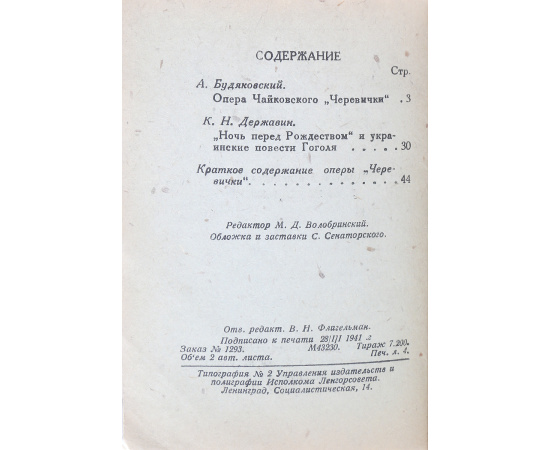 СОДЕРЖАНИЕ
Стр.
А. Будяковский.
Опера Чайковского „Черевички“ . 3
К. Н. Державин.
„Ночь перед Рождеством“ и укра-
инские повести Гоголя . . . . . 30
Краткое содержание оперы „Чере-
вички“. . . . . . . . . . . . . 44
Редактор М. Д. Волобринский.
Обложка и заставки С. Сенаторского.
Отв. редакт. В. Н. Флагельман.
Подписано к печати 28/III 1941 г.
Заказ № 1293. М43230. Тираж 7.200.
Об'ем 2 авт. листа. Печ. л. 4.
Типография № 2 Управления издательств и
полиграфии Исполкома Ленгорсовета.
Ленинград, Социалистическая, 14.